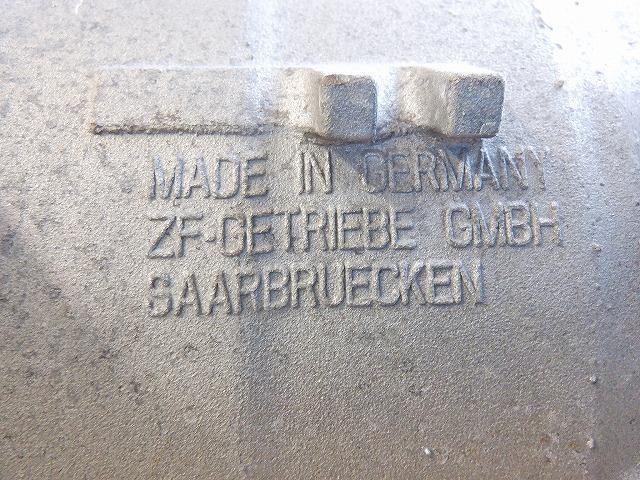 MADE IN GERMANY
ZF-GETRIEBE GMBH
SAARBRUECKEN